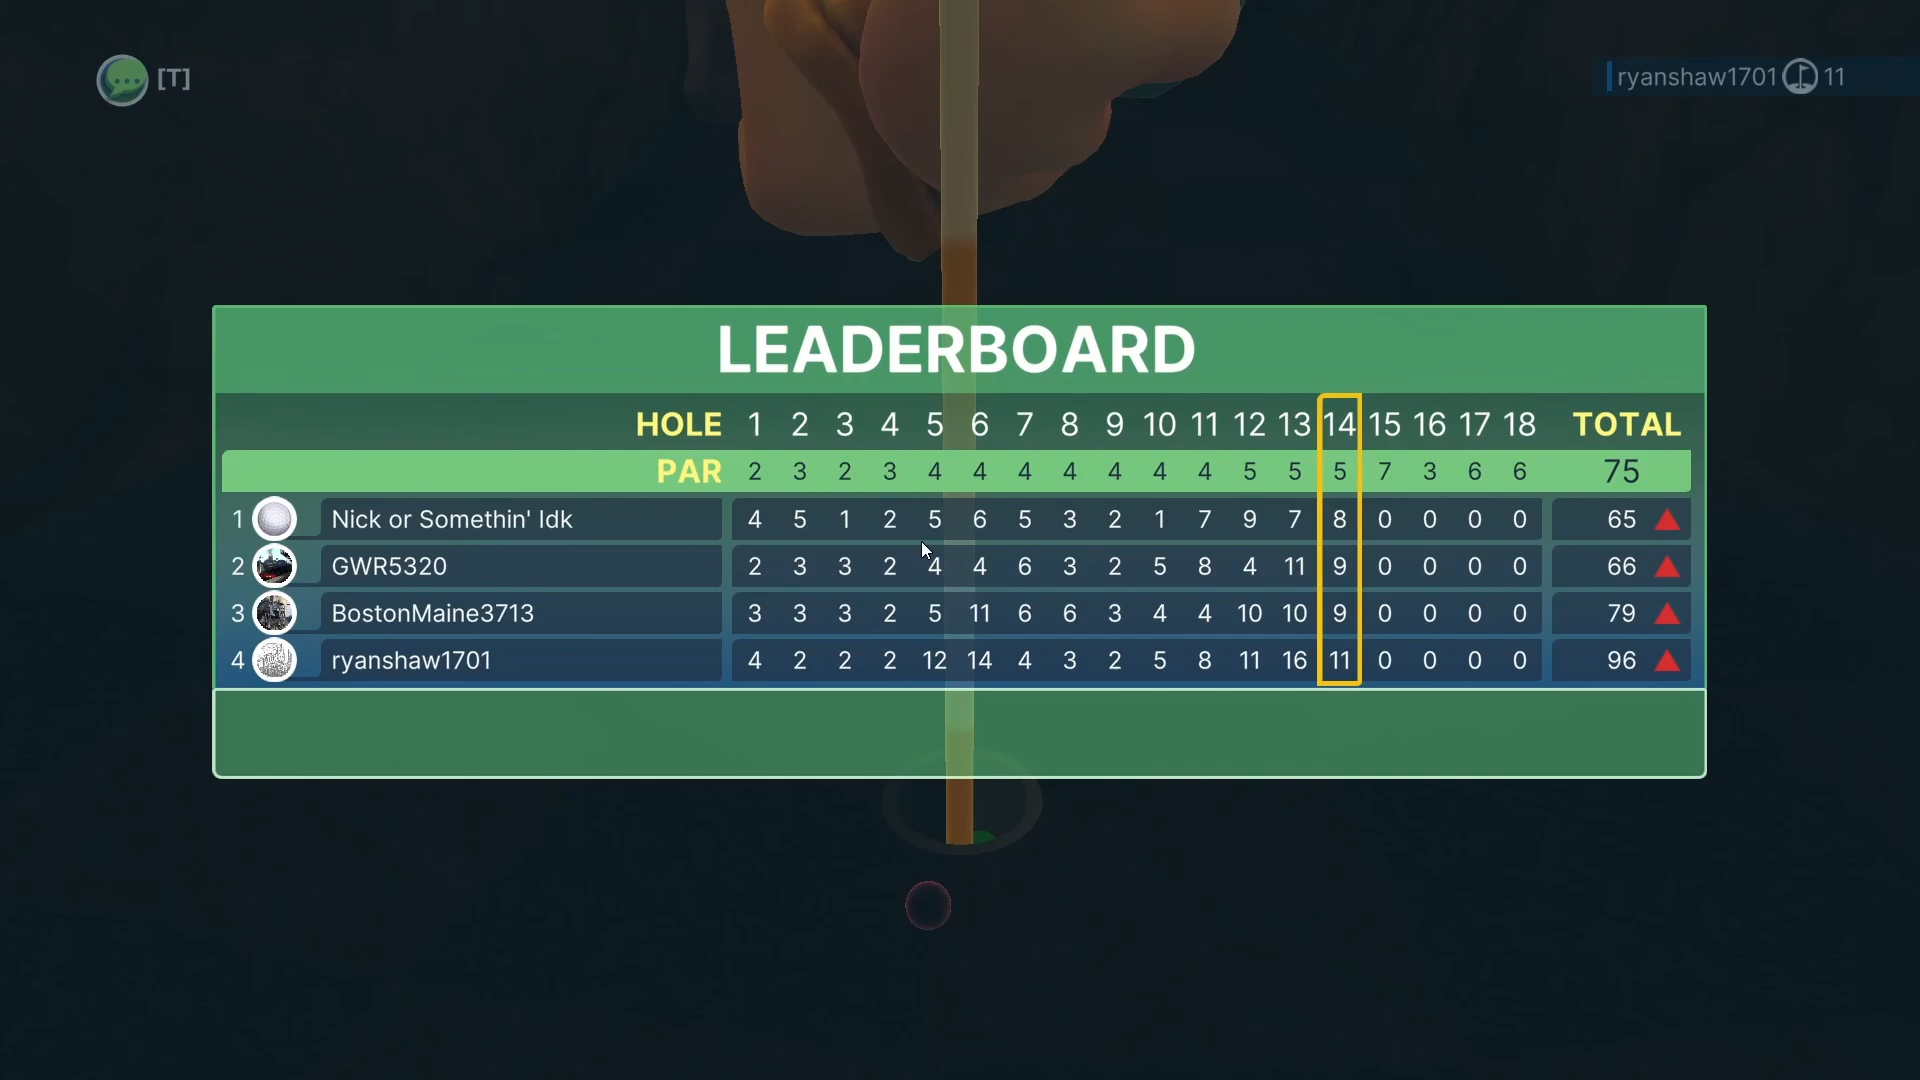 [T]
ryanshaw1701 11
LEADERBOARD
HOLE 1 2 3 4 5 6 7 8 9 10 11 12 13 14 15 16 17 18 TOTAL
PAR 2 3 2 3 4 4 4 4 4 4 4 5 5 5 7 3 6 6 75
1 Nick or Somethin' Idk 4 5 1 2 5 6 5 3 2 1 7 9 7 8 0 0 0 0 65
2 GWR5320 2 3 3 2 4 4 6 3 2 5 8 4 11 9 0 0 0 0 66
3 BostonMaine3713 3 3 3 2 5 11 6 6 3 4 4 10 10 9 0 0 0 0 79
4 ryanshaw1701 4 2 2 2 12 14 4 3 2 5 8 11 16 11 0 0 0 0 96